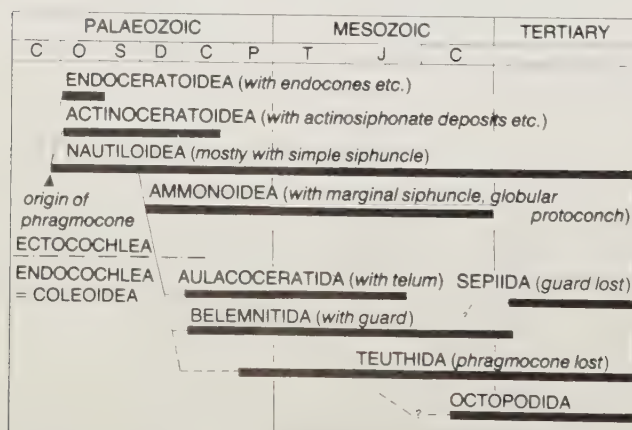 PALAEOZOIC MESOZOIC TERTIARY
C O S D C P T J C
ENDOCERATOIDEA (with endocones etc.)
ACTINOCERATOIDEA (with actinosiphonate deposits etc.)
NAUTILOIDEA (mostly with simple siphuncle)
origin of
phragmocone
AMMONOIDEA (with marginal siphuncle, globular
protoconch)
ECTOCOCHLEA
ENDOCOCHLEA
= COLEOIDEA
AULACOCERATIDA (with telum)
SEPIIDA (guard lost)
?
BELEMNITIDA (with guard)
TEUTHIDA (phragmocone lost)
OCTOPODIDA
?